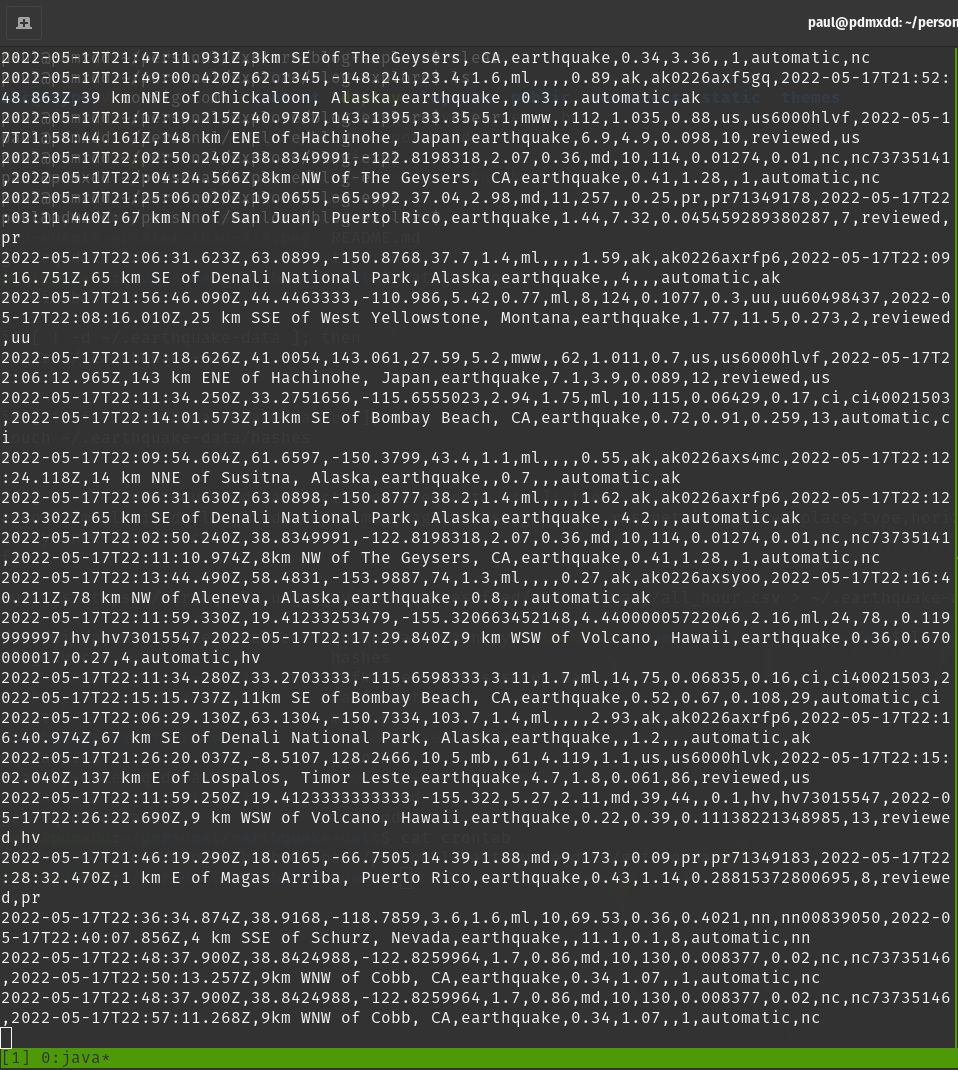 paul@pdmxdd: ~/person
2022-05-17T21:47:11.931Z,3km SE of The Geysers, CA,earthquake,0.34,3.36,,1,automatic,nc
2022-05-17T21:49:00.420Z,62.1345,-148.241,23.4,1.6,ml,,,,0.89,ak,ak0226axf5gq,2022-05-17T21:52:
48.863Z,39 km NNE of Chickaloon, Alaska,earthquake,,0.3,,,automatic,ak
2022-05-17T21:17:19.215Z,40.9787,143.1395,33.35,5.1,mww,,112,1.035,0.88,us,us6000hlvf,2022-05-1
7T21:58:44.161Z,148 km ENE of Hachinohe, Japan,earthquake,6.9,4.9,0.098,10,reviewed,us
2022-05-17T22:02:50.240Z,38.8349991,-122.8198318,2.07,0.36,md,10,114,0.01274,0.01,nc,nc73735141
,2022-05-17T22:04:24.566Z,8km NW of The Geysers, CA,earthquake,0.41,1.28,,1,automatic,nc
2022-05-17T21:25:06.020Z,19.0655,-65.992,37.04,2.98,md,11,257,,0.25,pr,pr71349178,2022-05-17T22
:03:11.440Z,67 km N of San Juan, Puerto Rico,earthquake,1.44,7.32,0.045459289380287,7,reviewed,
pr
2022-05-17T22:06:31.623Z,63.0899,-150.8768,37.7,1.4,ml,,,,1.59,ak,ak0226axrfp6,2022-05-17T22:09
:16.751Z,65 km SE of Denali National Park, Alaska,earthquake,,4,,,automatic,ak
2022-05-17T21:56:46.090Z,44.4463333,-110.986,5.42,0.77,ml,8,124,0.1077,0.3,uu,uu60498437,2022-0
5-17T22:08:16.010Z,25 km SSE of West Yellowstone, Montana,earthquake,1.77,11.5,0.273,2,reviewed
,uu
2022-05-17T21:17:18.626Z,41.0054,143.061,27.59,5.2,mww,,62,1.011,0.7,us,us6000hlvf,2022-05-17T2
2:06:12.965Z,143 km ENE of Hachinohe, Japan,earthquake,7.1,3.9,0.089,12,reviewed,us
2022-05-17T22:11:34.250Z,33.2751656,-115.6555023,2.94,1.75,ml,10,115,0.06429,0.17,ci,ci40021503
,2022-05-17T22:14:01.573Z,11km SE of Bombay Beach, CA,earthquake,0.72,0.91,0.259,13,automatic,c
i
2022-05-17T22:09:54.604Z,61.6597,-150.3799,43.4,1.1,ml,,,,0.55,ak,ak0226axs4mc,2022-05-17T22:12
:24.118Z,14 km NNE of Susitna, Alaska,earthquake,,0.7,,,automatic,ak
2022-05-17T22:06:31.630Z,63.0898,-150.8777,38.2,1.4,ml,,,,1.62,ak,ak0226axrfp6,2022-05-17T22:12
:23.302Z,65 km SE of Denali National Park, Alaska,earthquake,,4.2,,,automatic,ak
2022-05-17T22:02:50.240Z,38.8349991,-122.8198318,2.07,0.36,md,10,114,0.01274,0.01,nc,nc73735141
,2022-05-17T22:11:10.974Z,8km NW of The Geysers, CA,earthquake,0.41,1.28,,1,automatic,nc
2022-05-17T22:13:44.490Z,58.4831,-153.9887,74,1.3,ml,,,,0.27,ak,ak0226axsyoo,2022-05-17T22:16:4
0.211Z,78 km NW of Aleneva, Alaska,earthquake,,0.8,,,automatic,ak
2022-05-17T22:11:59.330Z,19.41233253479,-155.320663452148,4.44000005722046,2.16,ml,24,78,,0.119
999997,hv,hv73015547,2022-05-17T22:17:29.840Z,9 km WSW of Volcano, Hawaii,earthquake,0.36,0.670
000017,0.27,4,automatic,hv
2022-05-17T22:11:34.280Z,33.2703333,-115.6598333,3.11,1.7,ml,14,75,0.06835,0.16,ci,ci40021503,2
022-05-17T22:15:15.737Z,11km SE of Bombay Beach, CA,earthquake,0.52,0.67,0.108,29,automatic,ci
2022-05-17T22:06:29.130Z,63.1304,-150.7334,103.7,1.4,ml,,,,2.93,ak,ak0226axrfp6,2022-05-17T22:1
6:40.974Z,67 km SE of Denali National Park, Alaska,earthquake,,1.2,,,automatic,ak
2022-05-17T21:26:20.037Z,-8.5107,128.2466,10,5,mb,,61,4.119,1.1,us,us6000hlvk,2022-05-17T22:15:
02.040Z,137 km E of Lospalos, Timor Leste,earthquake,4.7,1.8,0.061,86,reviewed,us
2022-05-17T22:11:59.250Z,19.4123333333333,-155.322,5.27,2.11,md,39,44,,0.1,hv,hv73015547,2022-0
5-17T22:26:22.690Z,9 km WSW of Volcano, Hawaii,earthquake,0.22,0.39,0.11138221348985,13,reviewe
d,hv
2022-05-17T21:46:19.290Z,18.0165,-66.7505,14.39,1.88,md,9,173,,0.09,pr,pr71349183,2022-05-17T22
:28:32.470Z,1 km E of Magas Arriba, Puerto Rico,earthquake,0.43,1.14,0.28815372800695,8,reviewe
d,pr
2022-05-17T22:36:34.874Z,38.9168,-118.7859,3.6,1.6,ml,10,69.53,0.36,0.4021,nn,nn00839050,2022-0
5-17T22:40:07.856Z,4 km SSE of Schurz, Nevada,earthquake,,11.1,0.1,8,automatic,nn
2022-05-17T22:48:37.900Z,38.8424988,-122.8259964,1.7,0.86,md,10,130,0.008377,0.02,nc,nc73735146
,2022-05-17T22:50:13.257Z,9km WNW of Cobb, CA,earthquake,0.34,1.07,,1,automatic,nc
2022-05-17T22:48:37.900Z,38.8424988,-122.8259964,1.7,0.86,md,10,130,0.008377,0.02,nc,nc73735146
,2022-05-17T22:57:11.268Z,9km WNW of Cobb, CA,earthquake,0.34,1.07,,1,automatic,nc
[1] 0:java*